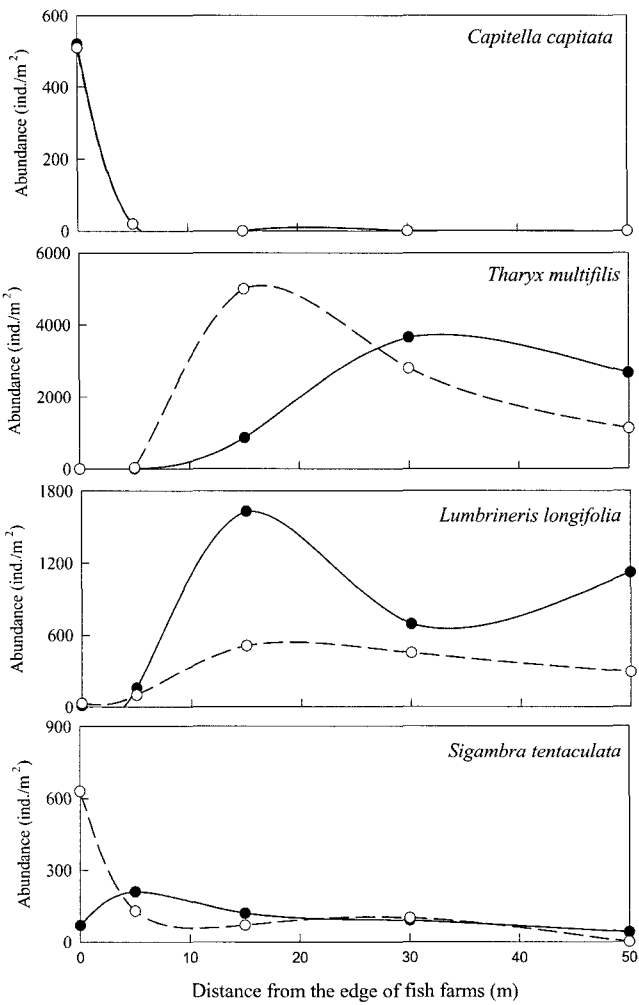 600
Capitella capitata
400
200
0
Abundance (ind./m²)
6000
Tharyx multifilis
4000
2000
0
Abundance (ind./m²)
1800
Lumbrineris longifolia
1200
600
0
Abundance (ind./m²)
900
Sigambra tentaculata
600
300
0
Abundance (ind./m²)
0 10 20 30 40 50
Distance from the edge of fish farms (m)